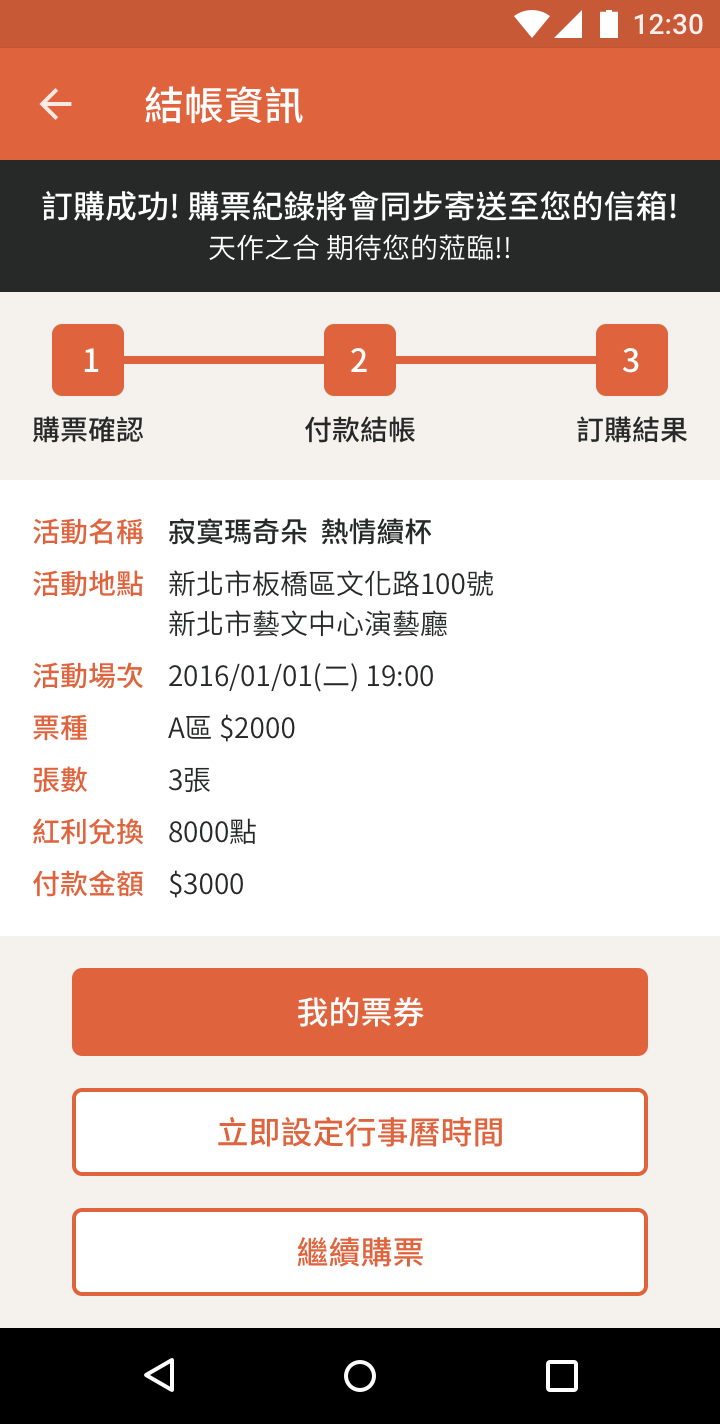 12:30
結帳資訊
訂購成功! 購票紀錄將會同步寄送至您的信箱!
天作之合 期待您的蒞臨!!
1
2
3
購票確認
付款結帳
訂購結果
活動名稱 寂寞瑪奇朵 熱情續杯
活動地點 新北市板橋區文化路100號
新北市藝文中心演藝廳
活動場次 2016/01/01(二) 19:00
票種 A區 $2000
張數 3張
紅利兌換 8000點
付款金額 $3000
我的票券
立即設定行事曆時間
繼續購票